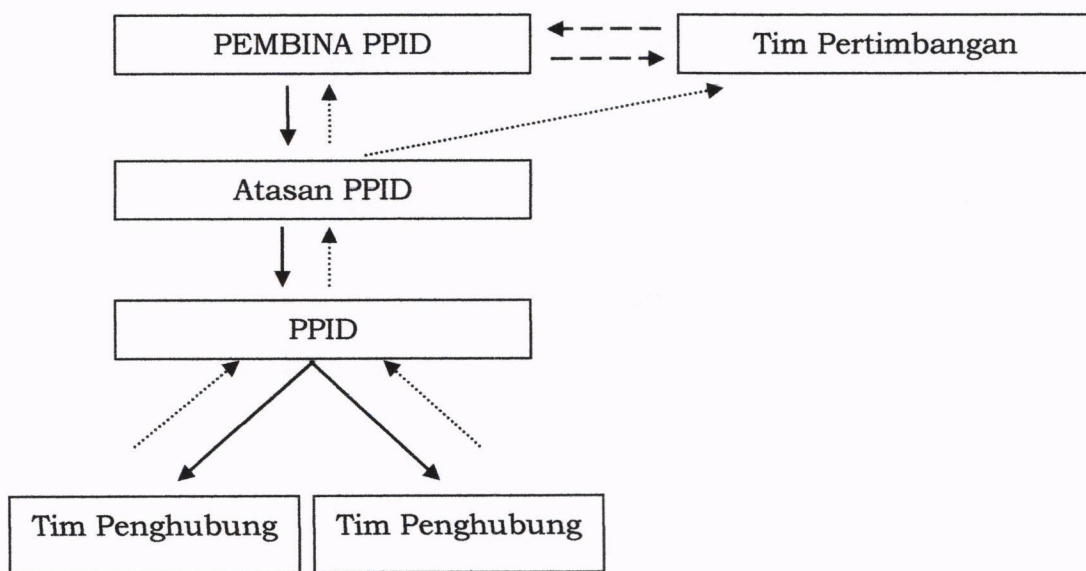 PEMBINA PPID
Tim Pertimbangan
Atasan PPID
PPID
Tim Penghubung
Tim Penghubung